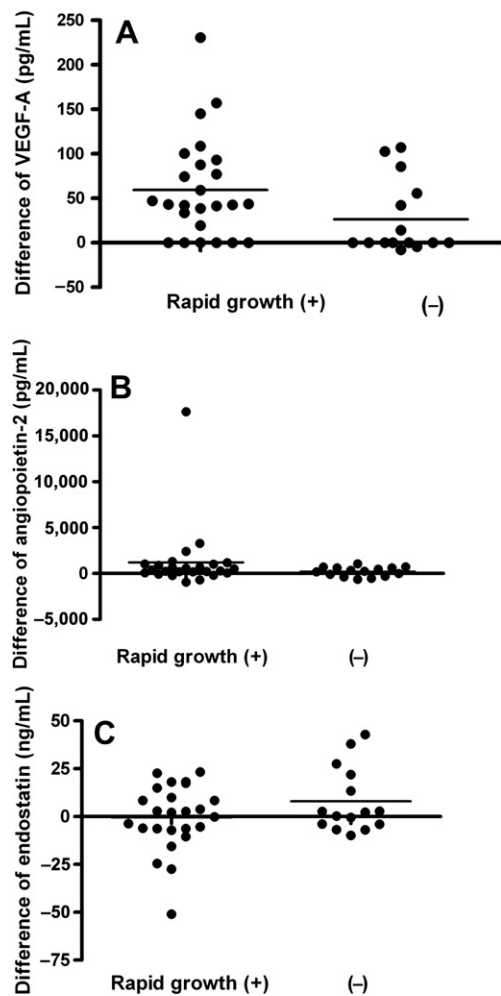 A
Difference of VEGF-A (pg/mL)
250
200
150
100
50
0
–50
Rapid growth (+) (–)
B
Difference of angiopoietin-2 (pg/mL)
20,000
15,000
10,000
5,000
0
–5,000
Rapid growth (+) (–)
C
Difference of endostatin (ng/mL)
50
25
0
–25
–50
–75
Rapid growth (+) (–)